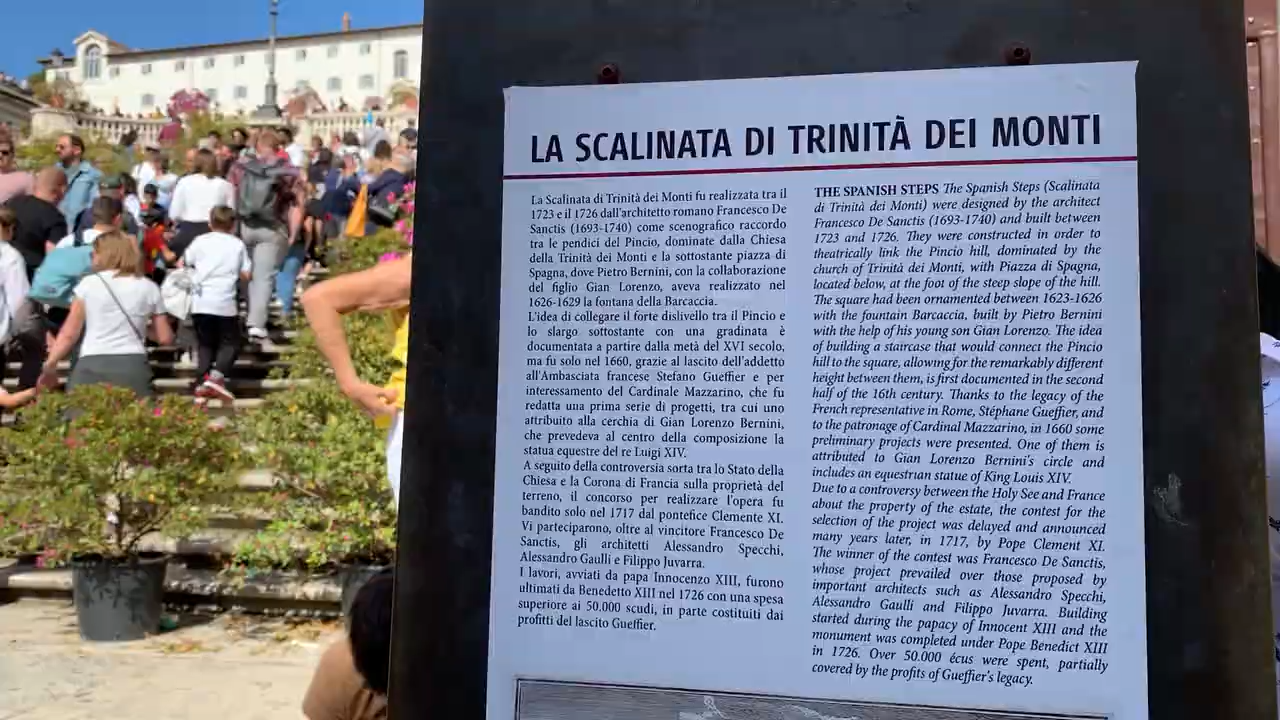 LA SCALINATA DI TRINITÀ DEI MONTI
La Scalinata di Trinità dei Monti fu realizzata tra il
1723 e il 1726 dall'architetto romano Francesco De
Sanctis (1693-1740) come scenografico raccordo
tra le pendici del Pincio, dominate dalla Chiesa
della Trinità dei Monti e la sottostante piazza di
Spagna, dove Pietro Bernini, con la collaborazione
del figlio Gian Lorenzo, aveva realizzato nel
1626-1629 la fontana della Barcaccia.
L'idea di collegare il forte dislivello tra il Pincio e
lo slargo sottostante con una gradinata è
documentata a partire dalla metà del XVI secolo,
ma fu solo nel 1660, grazie al lascito dell'addetto
all'Ambasciata francese Stefano Gueffier e per
interessamento del Cardinale Mazzarino, che fu
redatta una prima serie di progetti, tra cui uno
attribuito alla cerchia di Gian Lorenzo Bernini,
che prevedeva al centro della composizione la
statua equestre del re Luigi XIV.
A seguito della controversia sorta tra lo Stato della
Chiesa e la Corona di Francia sulla proprietà del
terreno, il concorso per realizzare l'opera fu
bandito solo nel 1717 dal pontefice Clemente XI.
Vi parteciparono, oltre al vincitore Francesco De
Sanctis, gli architetti Alessandro Specchi,
Alessandro Gaulli e Filippo Juvarra.
I lavori, avviati da papa Innocenzo XIII, furono
ultimati da Benedetto XIII nel 1726 con una spesa
superiore ai 50.000 scudi, in parte costituiti dai
profitti del lascito Gueffier.
THE SPANISH STEPS The Spanish Steps (Scalinata
di Trinità dei Monti) were designed by the architect
Francesco De Sanctis (1693-1740) and built between
1723 and 1726. They were constructed in order to
theatrically link the Pincio hill, dominated by the
church of Trinità dei Monti, with Piazza di Spagna,
located below, at the foot of the steep slope of the hill.
The square had been ornamented between 1623-1626
with the fountain Barcaccia, built by Pietro Bernini
with the help of his young son Gian Lorenzo. The idea
of building a staircase that would connect the Pincio
hill to the square, allowing for the remarkably different
height between them, is first documented in the second
half of the 16th century. Thanks to the legacy of the
French representative in Rome, Stéphane Gueffier, and
to the patronage of Cardinal Mazzarino, in 1660 some
preliminary projects were presented. One of them is
attributed to Gian Lorenzo Bernini's circle and
includes an equestrian statue of King Louis XIV.
Due to a controversy between the Holy See and France
about the property of the estate, the contest for the
selection of the project was delayed and announced
many years later, in 1717, by Pope Clement XI.
The winner of the contest was Francesco De Sanctis,
whose project prevailed over those proposed by
important architects such as Alessandro Specchi,
Alessandro Gaulli and Filippo Juvarra. Building
started during the papacy of Innocent XIII and the
monument was completed under Pope Benedict XIII
in 1726. Over 50.000 écus were spent, partially
covered by the profits of Gueffier's legacy.